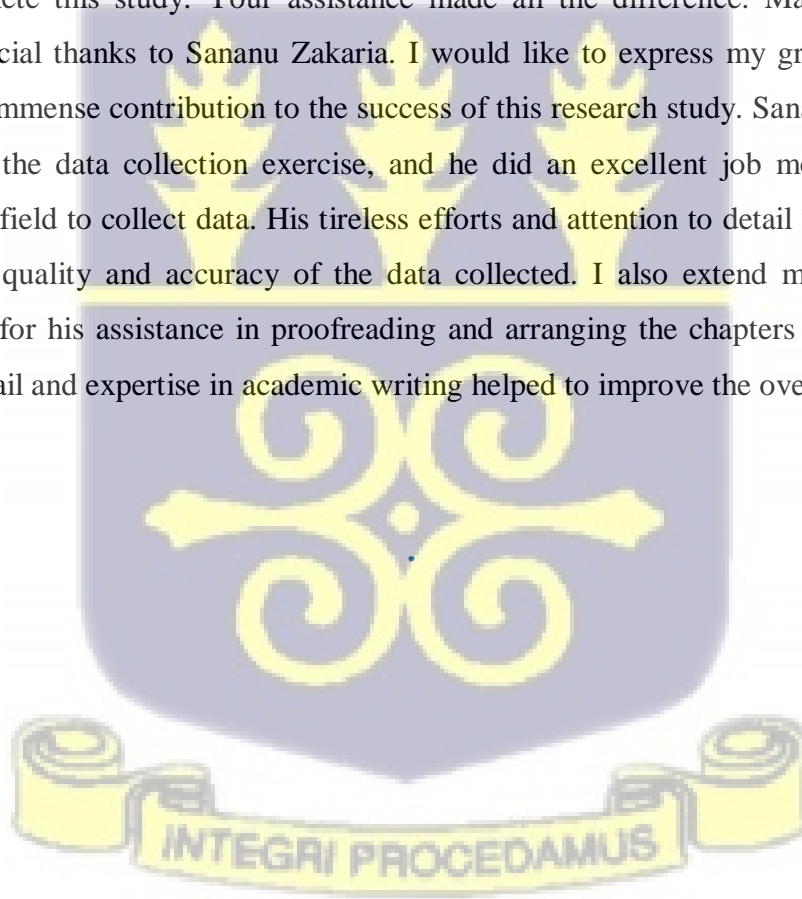 lete this study. Your assistance made all the difference. Ma
cial thanks to Sananu Zakaria. I would like to express my gr
mmense contribution to the success of this research study. Sana
the data collection exercise, and he did an excellent job mo
field to collect data. His tireless efforts and attention to detail
quality and accuracy of the data collected. I also extend m
for his assistance in proofreading and arranging the chapters
ail and expertise in academic writing helped to improve the ove
INTEGRI PROCEDAMUS